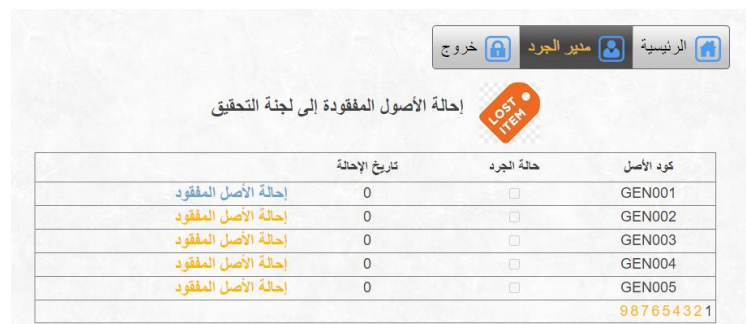 الرئيسية مدير الجرد خروج
إحالة الأصول المفقودة إلى لجنة التحقيق
LOST
ITEM
كود الأصل حالة الجرد تاريخ الإحالة
GEN001 0 إحالة الأصل المفقود
GEN002 0 إحالة الأصل المفقود
GEN003 0 إحالة الأصل المفقود
GEN004 0 إحالة الأصل المفقود
GEN005 0 إحالة الأصل المفقود
987654321